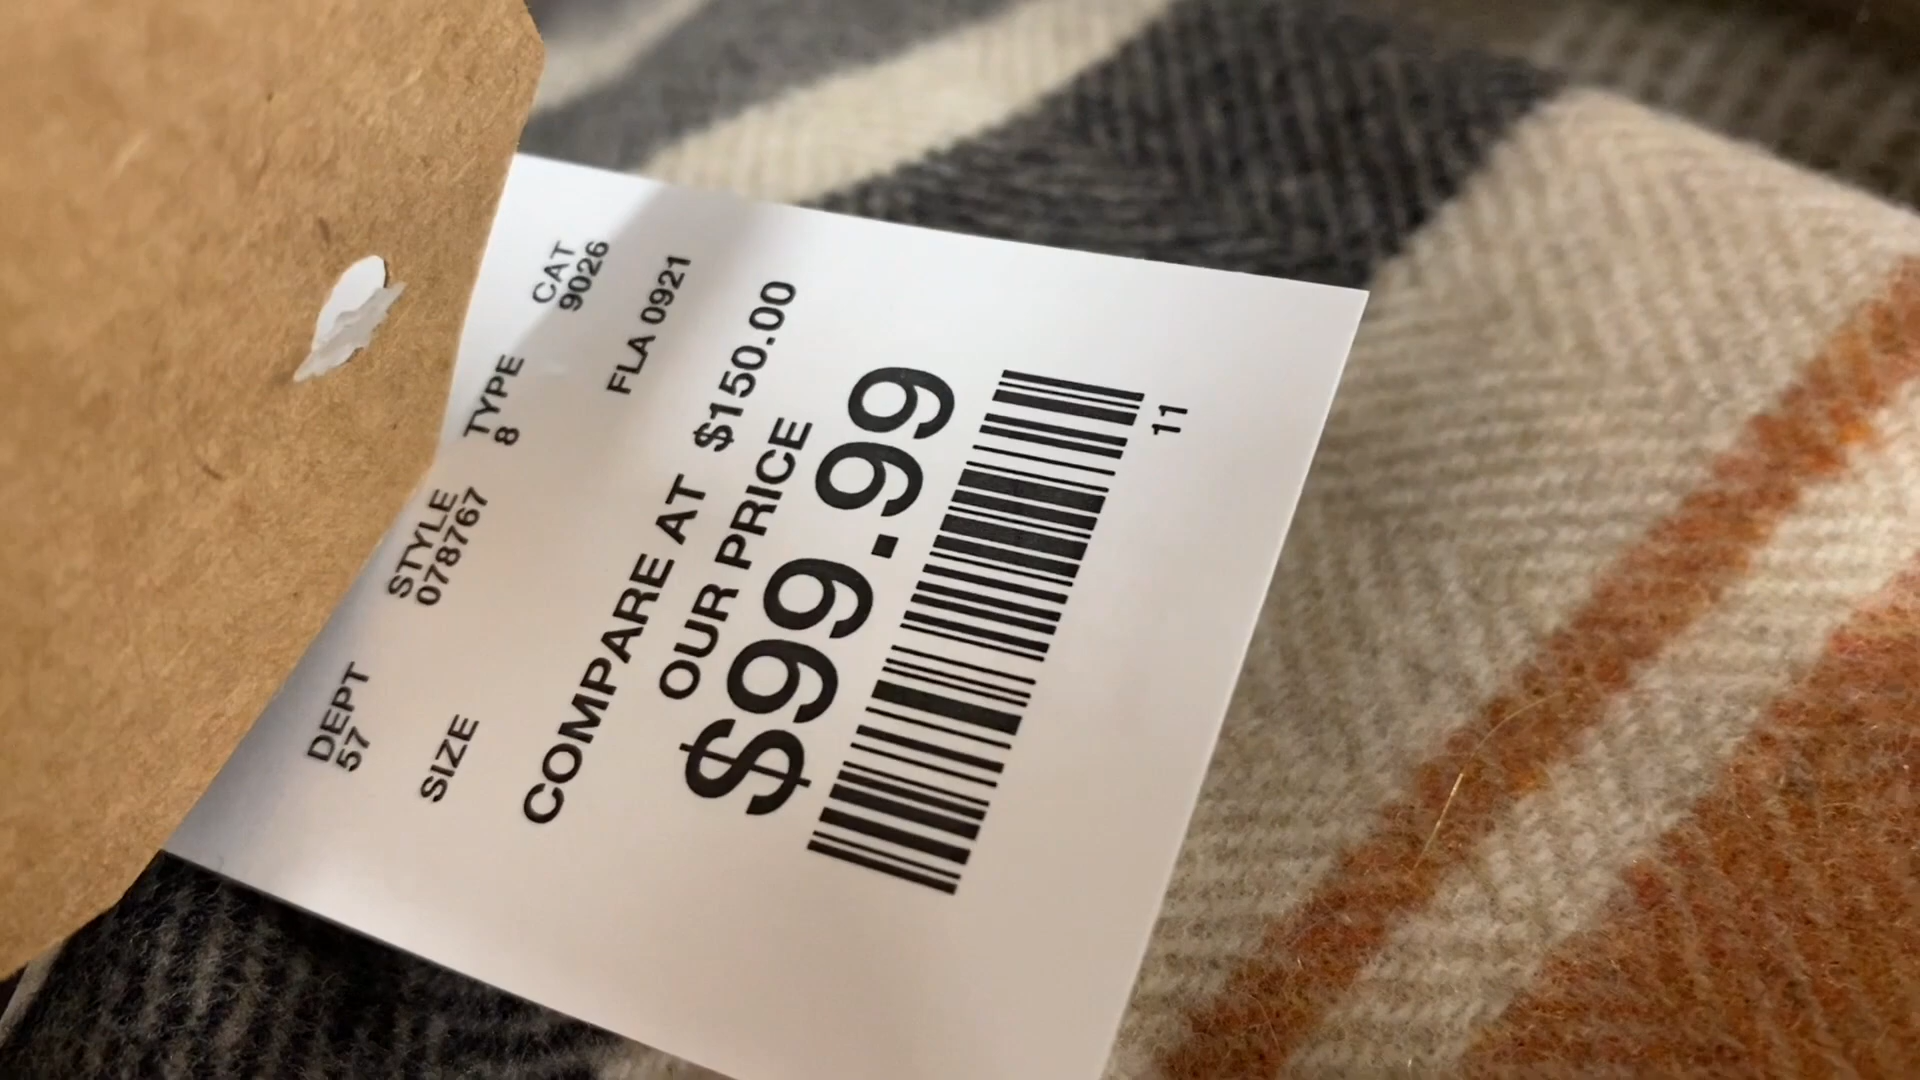 DEPT STYLE TYPE CAT
57 078767 8 9026
SIZE FLA 0921
COMPARE AT $150.00
OUR PRICE
$99.99
11